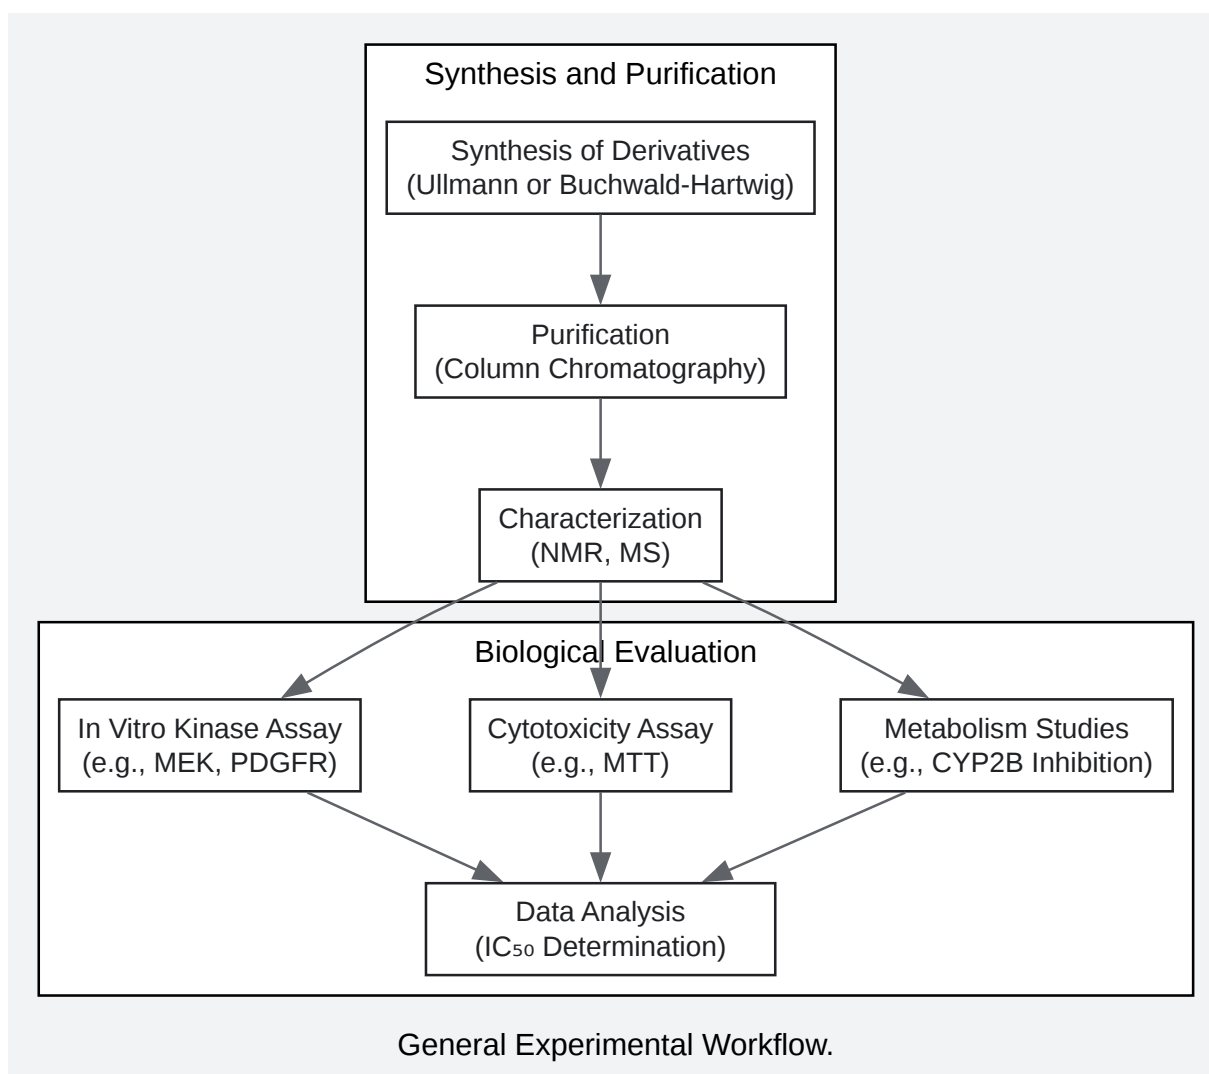 Synthesis and Purification
Synthesis of Derivatives
(Ullmann or Buchwald-Hartwig)
Purification
(Column Chromatography)
Characterization
(NMR, MS)
Biological Evaluation
In Vitro Kinase Assay
(e.g., MEK, PDGFR)
Cytotoxicity Assay
(e.g., MTT)
Metabolism Studies
(e.g., CYP2B Inhibition)
Data Analysis
(IC₅₀ Determination)
General Experimental Workflow.